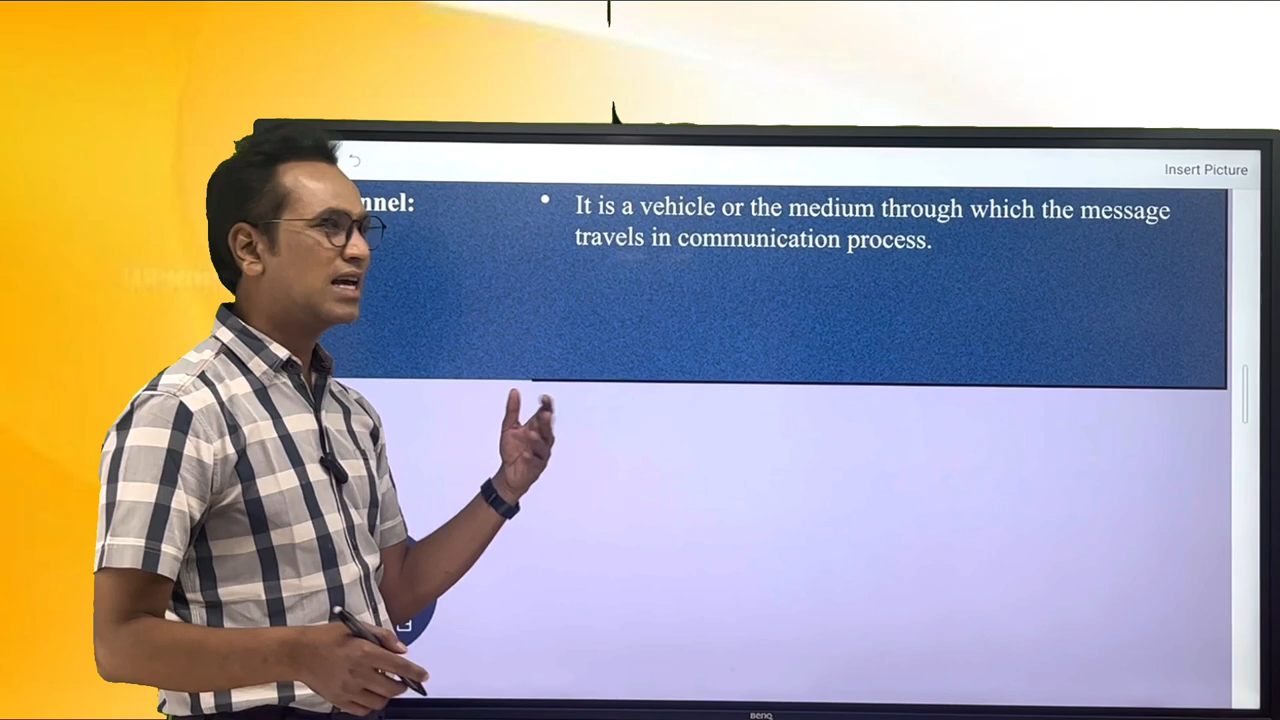 Insert Picture
nnel:
• It is a vehicle or the medium through which the message
travels in communication process.
BenQ